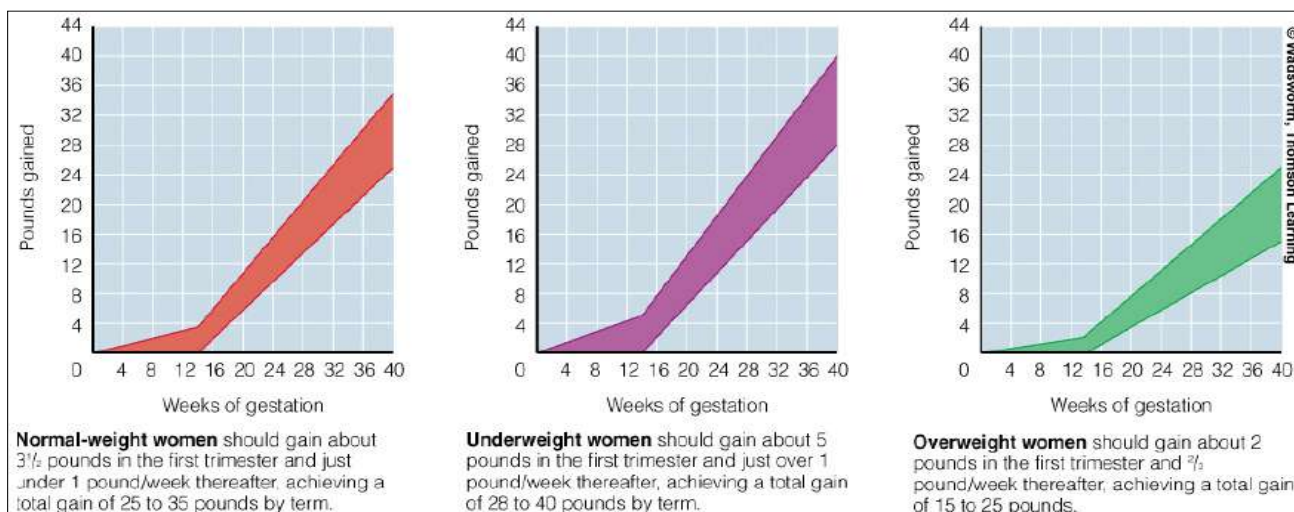 44
40
36
32
28
24
20
16
12
8
4
0
4 8 12 16 20 24 28 32 36 40
Pounds gained
Weeks of gestation
Normal-weight women should gain about
3½ pounds in the first trimester and just
under 1 pound/week thereafter, achieving a
total gain of 25 to 35 pounds by term.
44
40
36
32
28
24
20
16
12
8
4
0
4 8 12 16 20 24 28 32 36 40
Pounds gained
Weeks of gestation
Underweight women should gain about 5
pounds in the first trimester and just over 1
pound/week thereafter, achieving a total gain
of 28 to 40 pounds by term.
44
40
36
32
28
24
20
16
12
8
4
0
4 8 12 16 20 24 28 32 36 40
Pounds gained
Weeks of gestation
Overweight women should gain about 2
pounds in the first trimester and ⅔
pound/week thereafter, achieving a total gain
of 15 to 25 pounds.
© Wadsworth, Thomson Learning